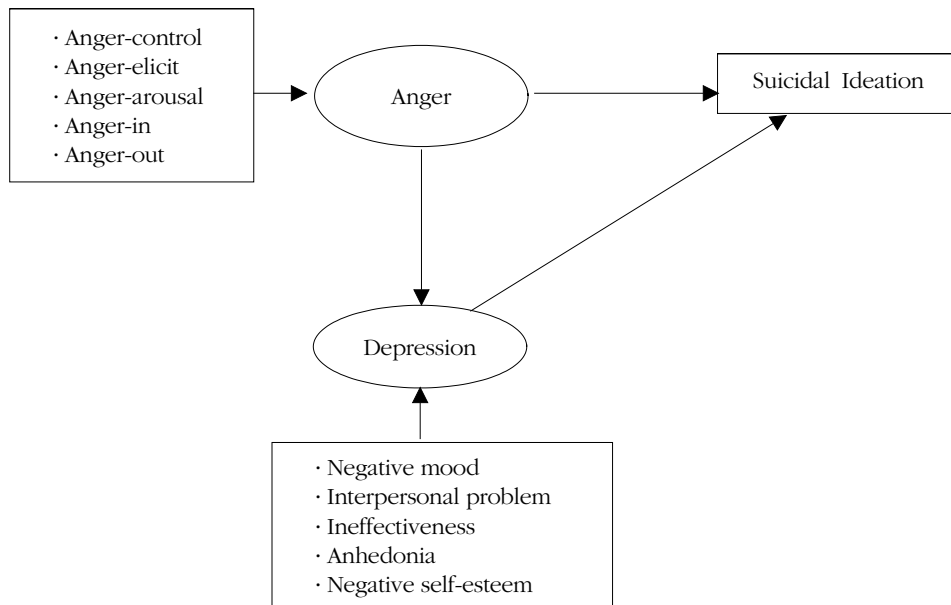 · Anger-control
· Anger-elicit
· Anger-arousal
· Anger-in
· Anger-out
Anger
Suicidal Ideation
Depression
· Negative mood
· Interpersonal problem
· Ineffectiveness
· Anhedonia
· Negative self-esteem